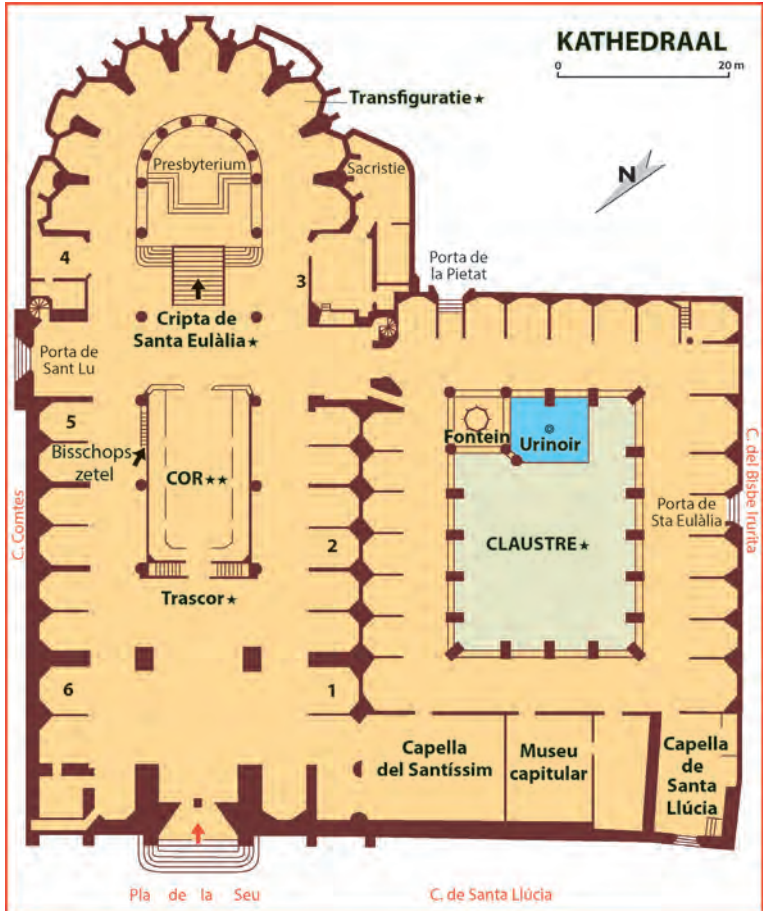 KATHEDRAAL
0 20 m
Transfiguratie★
Presbyterium
Sacristie
N
4
3
Porta de
la Pietat
Cripta de
Santa Eulàlia★
Porta de
Sant Lu
5
Bisschops
zetel
COR★★
Fontein
Urinoir
C. Comtes
C. del Bisbe Irurita
Porta de
Sta Eulàlia
2
CLAUSTRE★
Trascor★
6
1
Capella
del Santíssim
Museu
capitular
Capella
de
Santa
Llúcia
Pla de la Seu
C. de Santa Llúcia